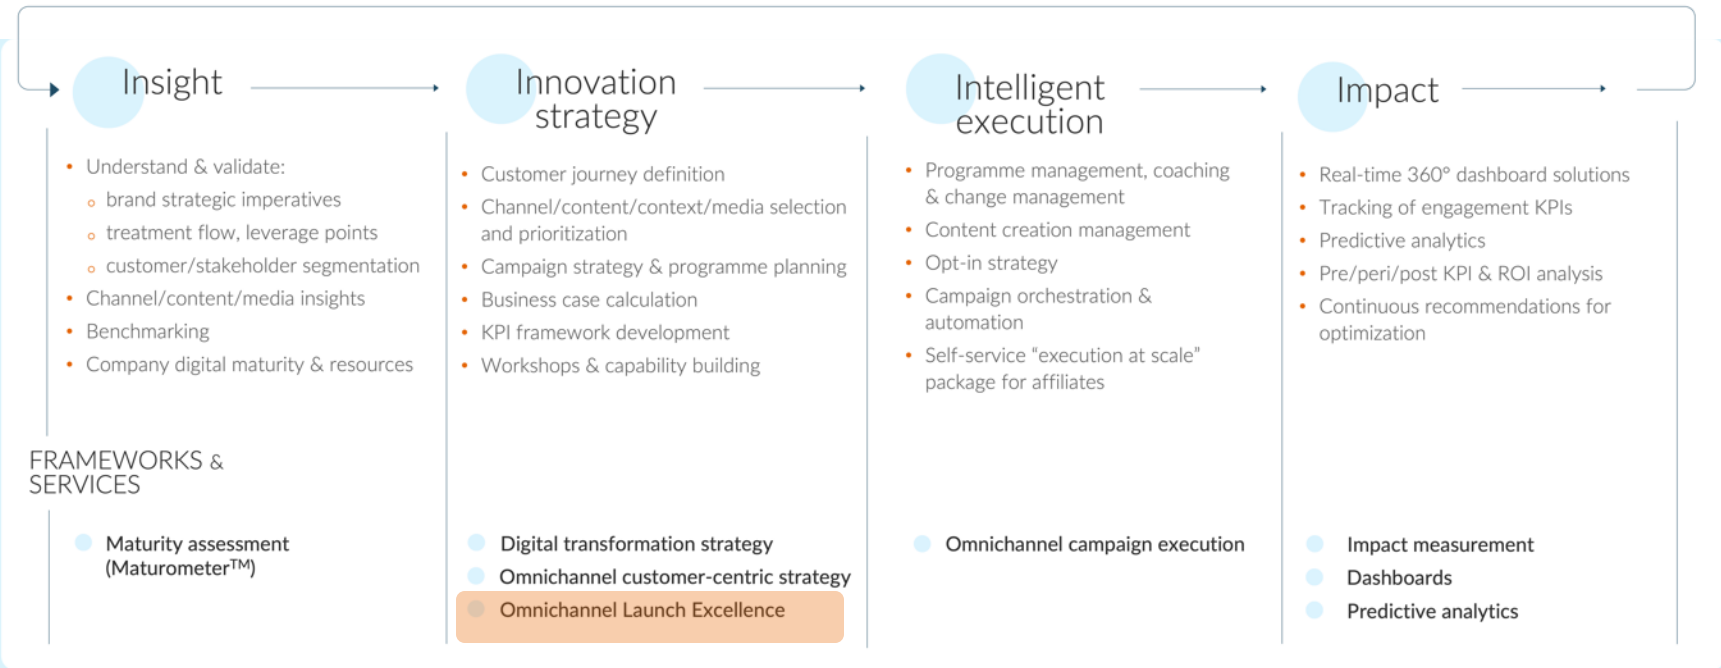 Insight
• Understand & validate:
o brand strategic imperatives
o treatment flow, leverage points
o customer/stakeholder segmentation
• Channel/content/media insights
• Benchmarking
• Company digital maturity & resources
Innovation
strategy
• Customer journey definition
• Channel/content/context/media selection
and prioritization
• Campaign strategy & programme planning
• Business case calculation
• KPI framework development
• Workshops & capability building
Intelligent
execution
• Programme management, coaching
& change management
• Content creation management
• Opt-in strategy
• Campaign orchestration &
automation
• Self-service “execution at scale”
package for affiliates
Impact
• Real-time 360° dashboard solutions
• Tracking of engagement KPIs
• Predictive analytics
• Pre/peri/post KPI & ROI analysis
• Continuous recommendations for
optimization
FRAMEWORKS &
SERVICES
Maturity assessment
(Maturometer™)
Digital transformation strategy
Omnichannel customer-centric strategy
Omnichannel Launch Excellence
Omnichannel campaign execution
Impact measurement
Dashboards
Predictive analytics